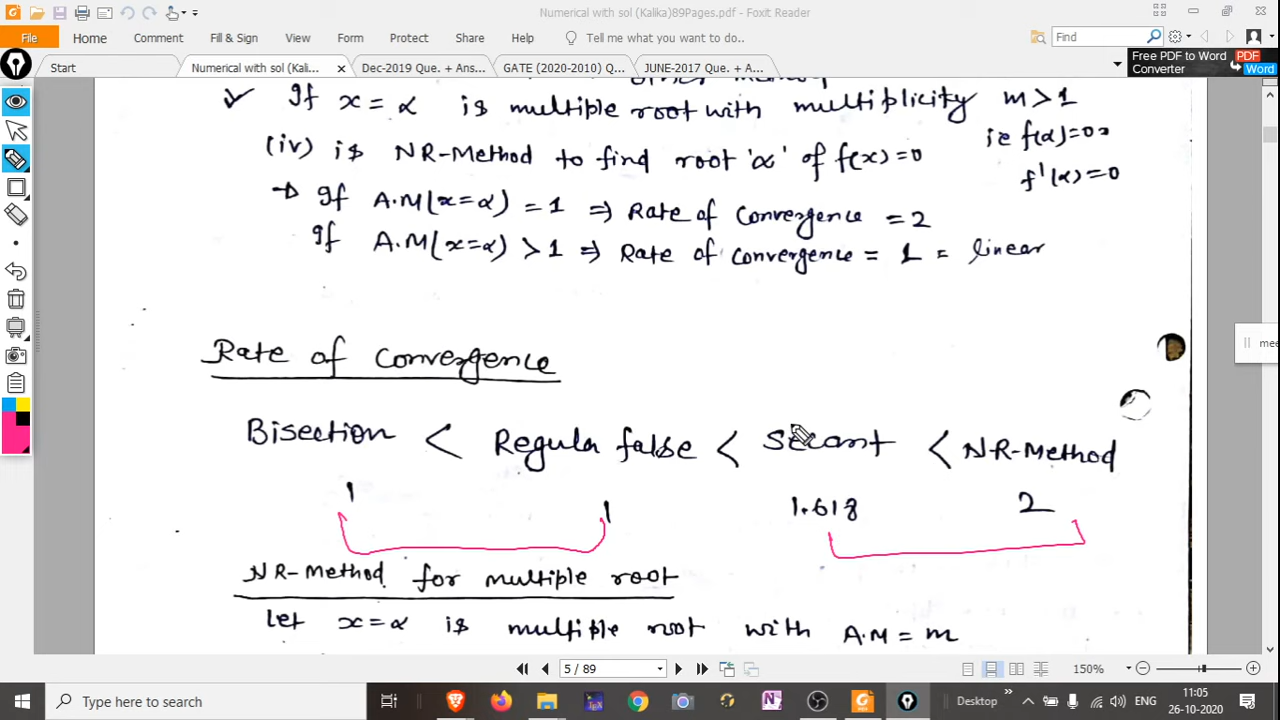 Numerical with sol (Kalika)89Pages.pdf - Foxit Reader
File Home Comment Fill & Sign View Form Protect Share Help Tell me what you want to do.. Find
Start Numerical with sol (Kali... Dec-2019 Que. + Ans... GATE (2020-2010) Q... JUNE-2017 Que. + A...
Free PDF to Word Converter
PDF
Word
If x = α is multiple root with multiplicity m > 1
ie f(α)=0
(iv) is NR-Method to find root 'α' of f(x)=0
f'(α)=0
If A.M(x=α) = 1 ⇒ Rate of convergence = 2
If A.M(x=α) > 1 ⇒ Rate of convergence = 1 = linear
Rate of convergence
Bisection < Regula false < Secant < NR-Method
1 1 1.618 2
NR-Method for multiple root
let x=α is multiple root with A.M = m
mee
5 / 89
150%
Type here to search
Desktop
ENG
11:05
26-10-2020